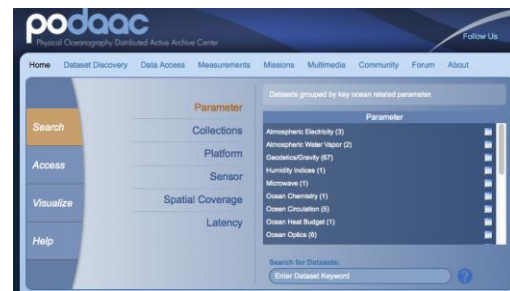 podaac
Physical Oceanography Distributed Active Archive Center
Follow Us
Home Dataset Discovery Data Access Measurements Missions Multimedia Community Forum About
Search
Access
Visualize
Help
Parameter
Collections
Platform
Sensor
Spatial Coverage
Latency
Datasets grouped by key ocean related parameter.
Parameter
Atmospheric Electricity (3)
Atmospheric Water Vapor (2)
Geodetics/Gravity (67)
Humidity Indices (1)
Microwave (1)
Ocean Chemistry (1)
Ocean Circulation (5)
Ocean Heat Budget (1)
Ocean Optics (6)
Search for Datasets:
Enter Dataset Keyword
?